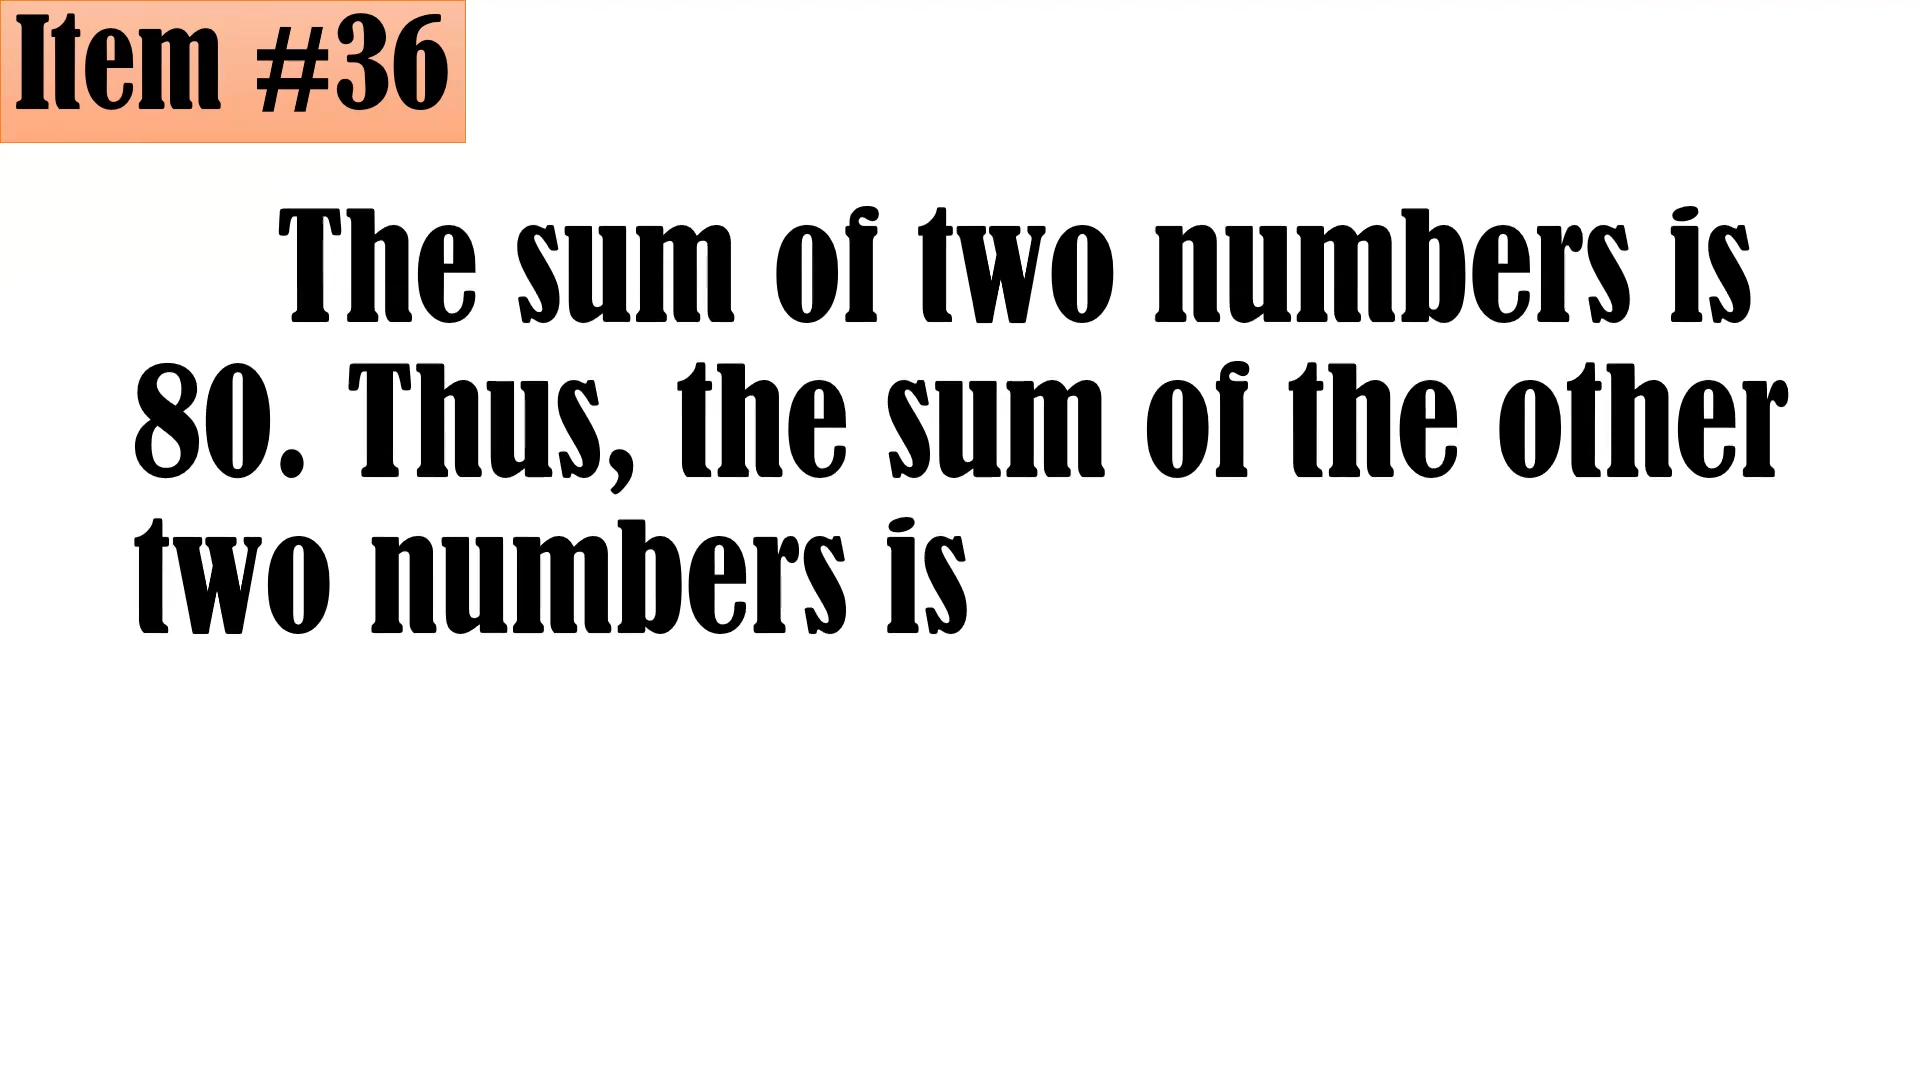 Item #36
The sum of two numbers is
80. Thus, the sum of the other
two numbers is